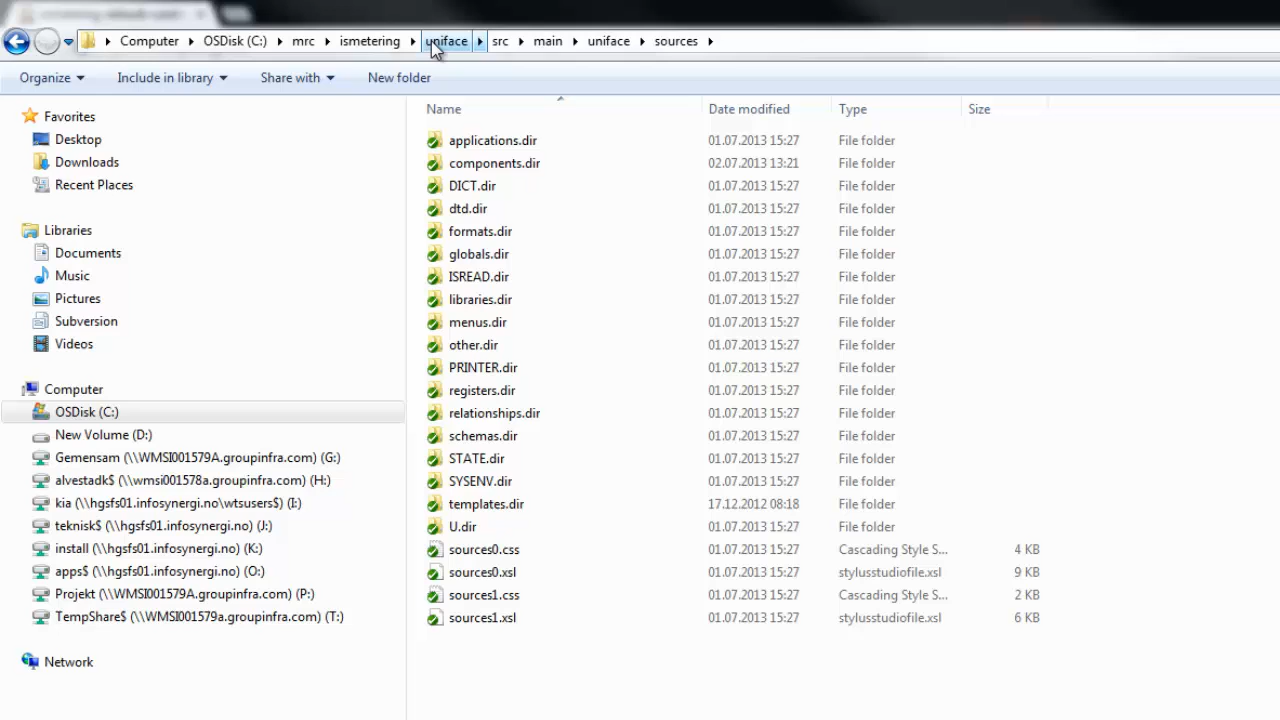 Computer OSDisk (C:) mrc ismetering uniface src main uniface sources
Organize Include in library Share with New folder
Name Date modified Type Size
Favorites
Desktop
Downloads
Recent Places
Libraries
Documents
Music
Pictures
Subversion
Videos
Computer
OSDisk (C:)
New Volume (D:)
Gemensam (\\WMSI001579A.groupinfra.com) (G:)
alvestadk$ (\\wmsi001578a.groupinfra.com) (H:)
kia (\\hgsfs01.infosynergi.no\wtsusers$) (I:)
teknisk$ (\\hgsfs01.infosynergi.no) (J:)
install (\\hgsfs01.infosynergi.no) (K:)
apps$ (\\hgsfs01.infosynergi.no) (O:)
Projekt (\\WMSI001579A.groupinfra.com) (P:)
TempShare$ (\\WMSI001579a.groupinfra.com) (T:)
Network
applications.dir 01.07.2013 15:27 File folder
components.dir 02.07.2013 13:21 File folder
DICT.dir 01.07.2013 15:27 File folder
dtd.dir 01.07.2013 15:27 File folder
formats.dir 01.07.2013 15:27 File folder
globals.dir 01.07.2013 15:27 File folder
ISREAD.dir 01.07.2013 15:27 File folder
libraries.dir 01.07.2013 15:27 File folder
menus.dir 01.07.2013 15:27 File folder
other.dir 01.07.2013 15:27 File folder
PRINTER.dir 01.07.2013 15:27 File folder
registers.dir 01.07.2013 15:27 File folder
relationships.dir 01.07.2013 15:27 File folder
schemas.dir 01.07.2013 15:27 File folder
STATE.dir 01.07.2013 15:27 File folder
SYSENV.dir 01.07.2013 15:27 File folder
templates.dir 17.12.2012 08:18 File folder
U.dir 01.07.2013 15:27 File folder
sources0.css 01.07.2013 15:27 Cascading Style S... 4 KB
sources0.xsl 01.07.2013 15:27 stylusstudiofile.xsl 9 KB
sources1.css 01.07.2013 15:27 Cascading Style S... 2 KB
sources1.xsl 01.07.2013 15:27 stylusstudiofile.xsl 6 KB